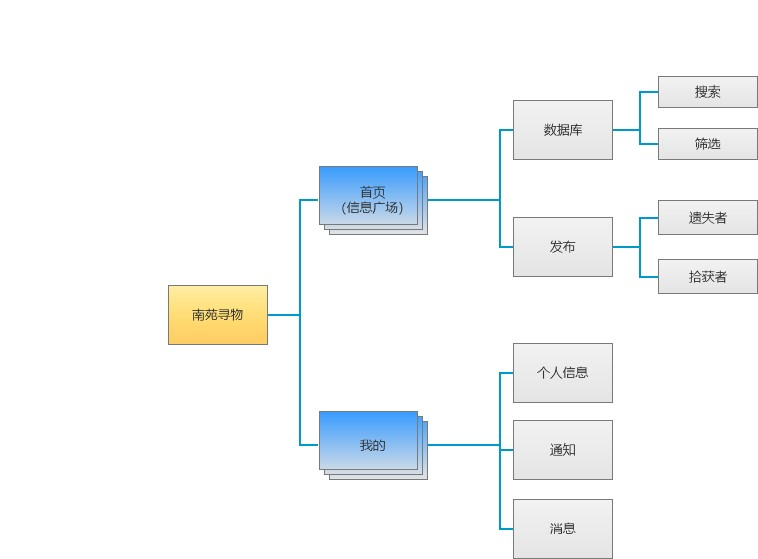 搜索
数据库
筛选
首页
（信息广场）
遗失者
发布
拾获者
南苑寻物
个人信息
我的
通知
消息